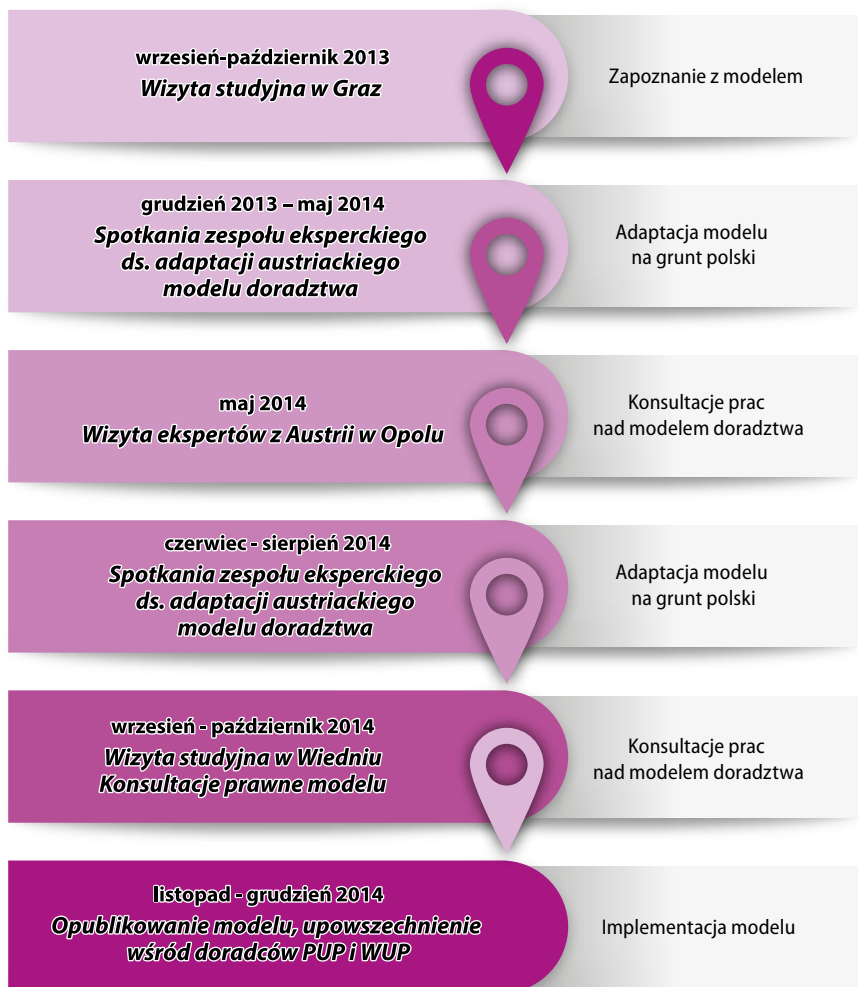 wrzesień-październik 2013
Wizyta studyjna w Graz
Zapoznanie z modelem
grudzień 2013 – maj 2014
Spotkania zespołu eksperckiego
ds. adaptacji austriackiego
modelu doradztwa
Adaptacja modelu
na grunt polski
maj 2014
Wizyta ekspertów z Austrii w Opolu
Konsultacje prac
nad modelem doradztwa
czerwiec - sierpień 2014
Spotkania zespołu eksperckiego
ds. adaptacji austriackiego
modelu doradztwa
Adaptacja modelu
na grunt polski
wrzesień - październik 2014
Wizyta studyjna w Wiedniu
Konsultacje prawne modelu
Konsultacje prac
nad modelem doradztwa
listopad - grudzień 2014
Opublikowanie modelu, upowszechnienie
wśród doradców PUP i WUP
Implementacja modelu